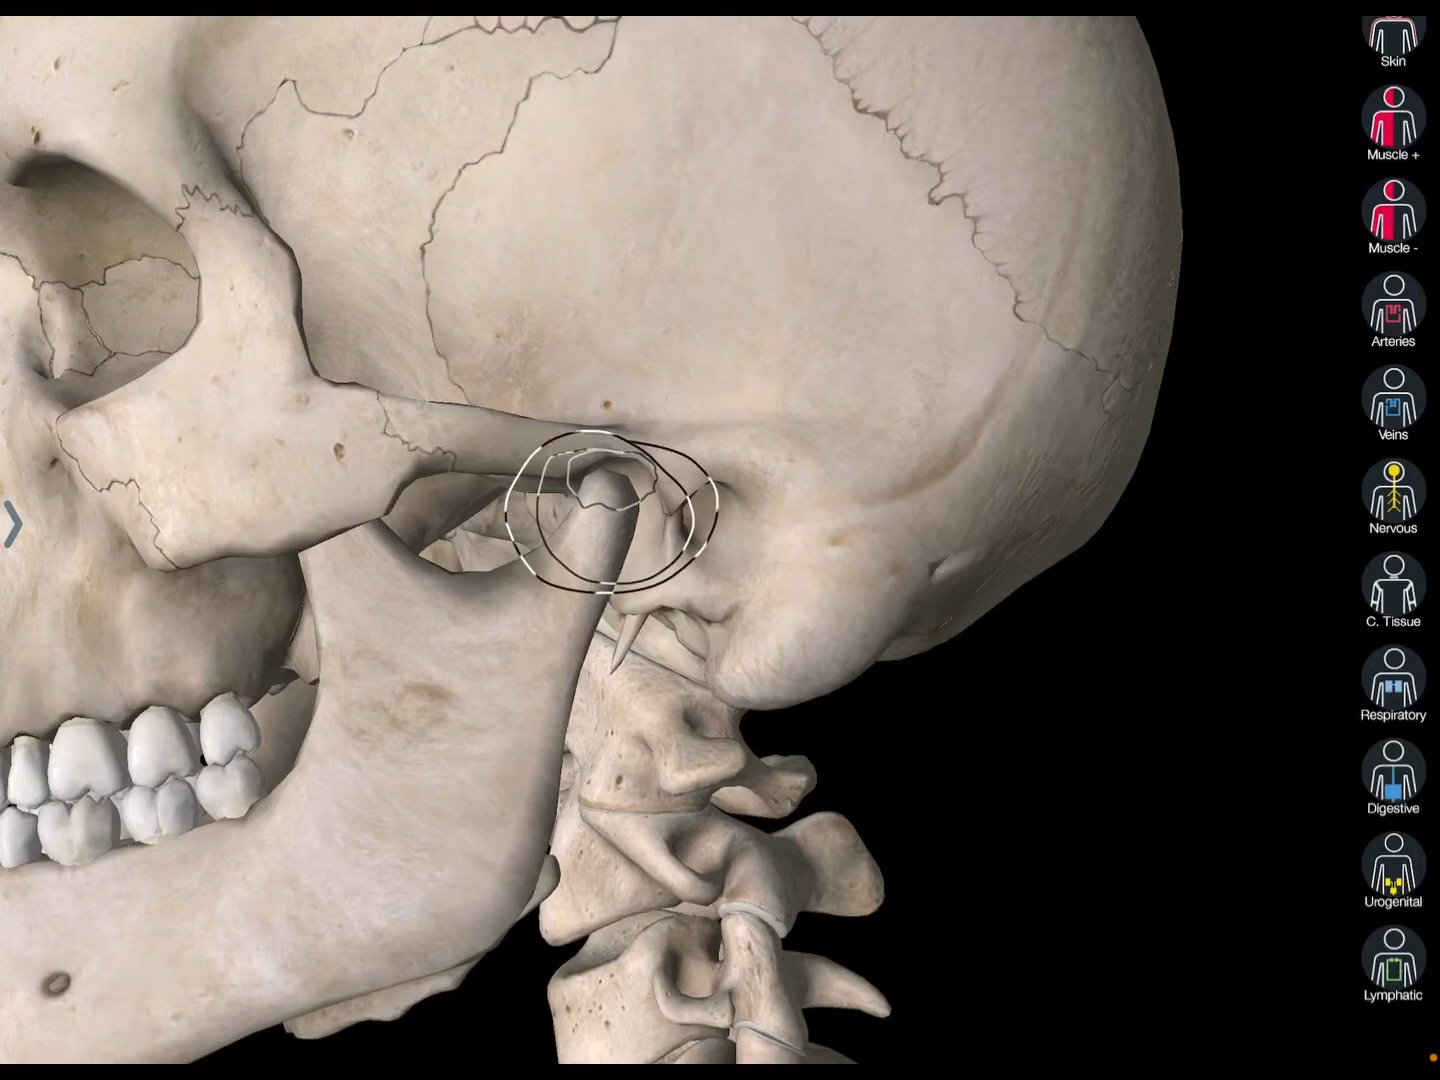 Skin
Muscle +
Muscle -
Arteries
Veins
Nervous
C. Tissue
Respiratory
Digestive
Urogenital
Lymphatic